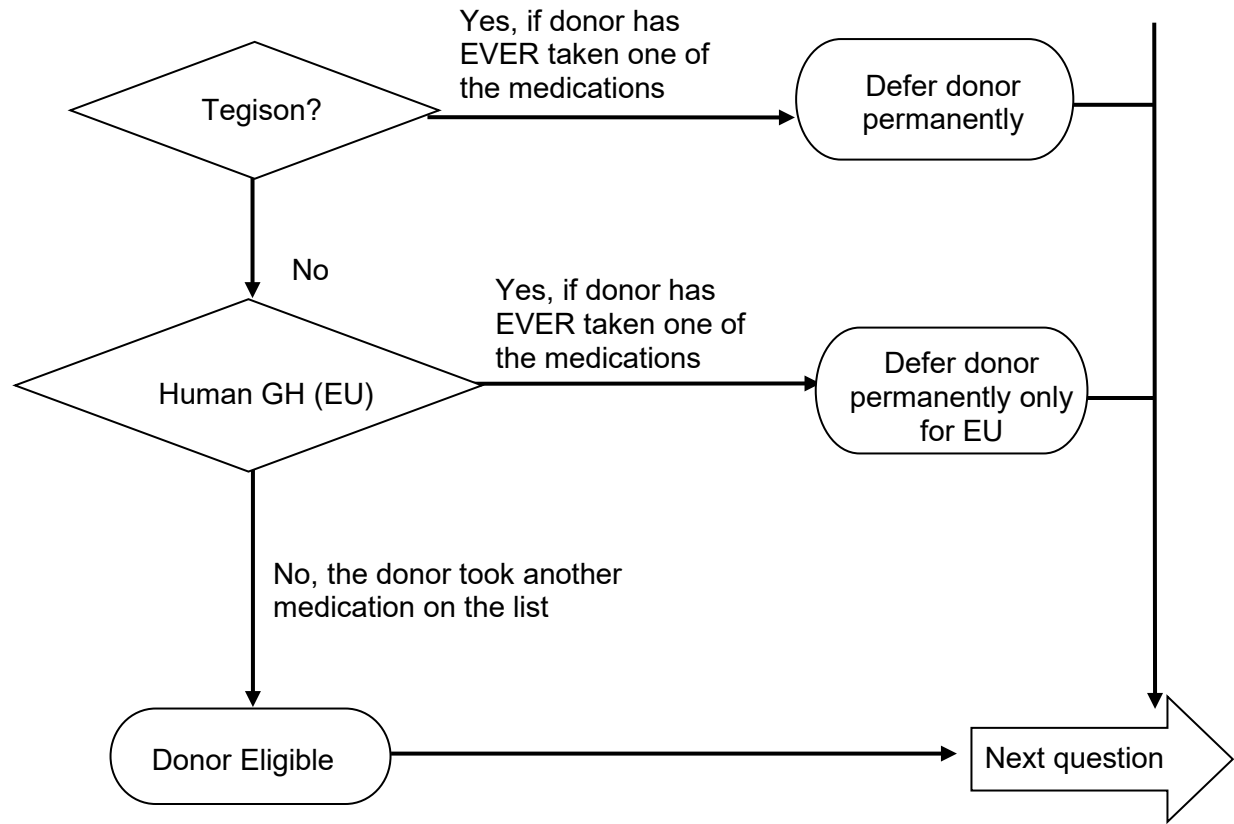 Yes, if donor has
EVER taken one of
the medications
Tegison?
Defer donor
permanently
No
Yes, if donor has
EVER taken one of
the medications
Human GH (EU)
Defer donor
permanently only
for EU
No, the donor took another
medication on the list
Donor Eligible
Next question